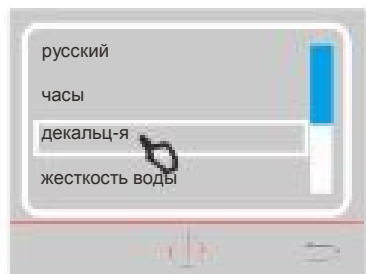 русский
часы
декальц-я
жесткость воды